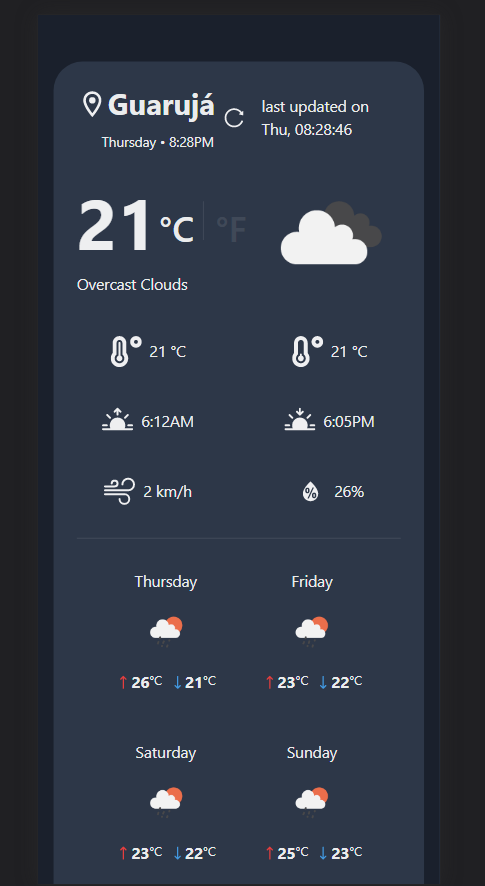 Guarujá
Thursday • 8:28PM
last updated on
Thu, 08:28:46
21 °C °F
Overcast Clouds
21 °C
21 °C
6:12AM
6:05PM
2 km/h
% 26%
Thursday
Friday
↑26°C ↓21°C
↑23°C ↓22°C
Saturday
Sunday
↑23°C ↓22°C
↑25°C ↓23°C